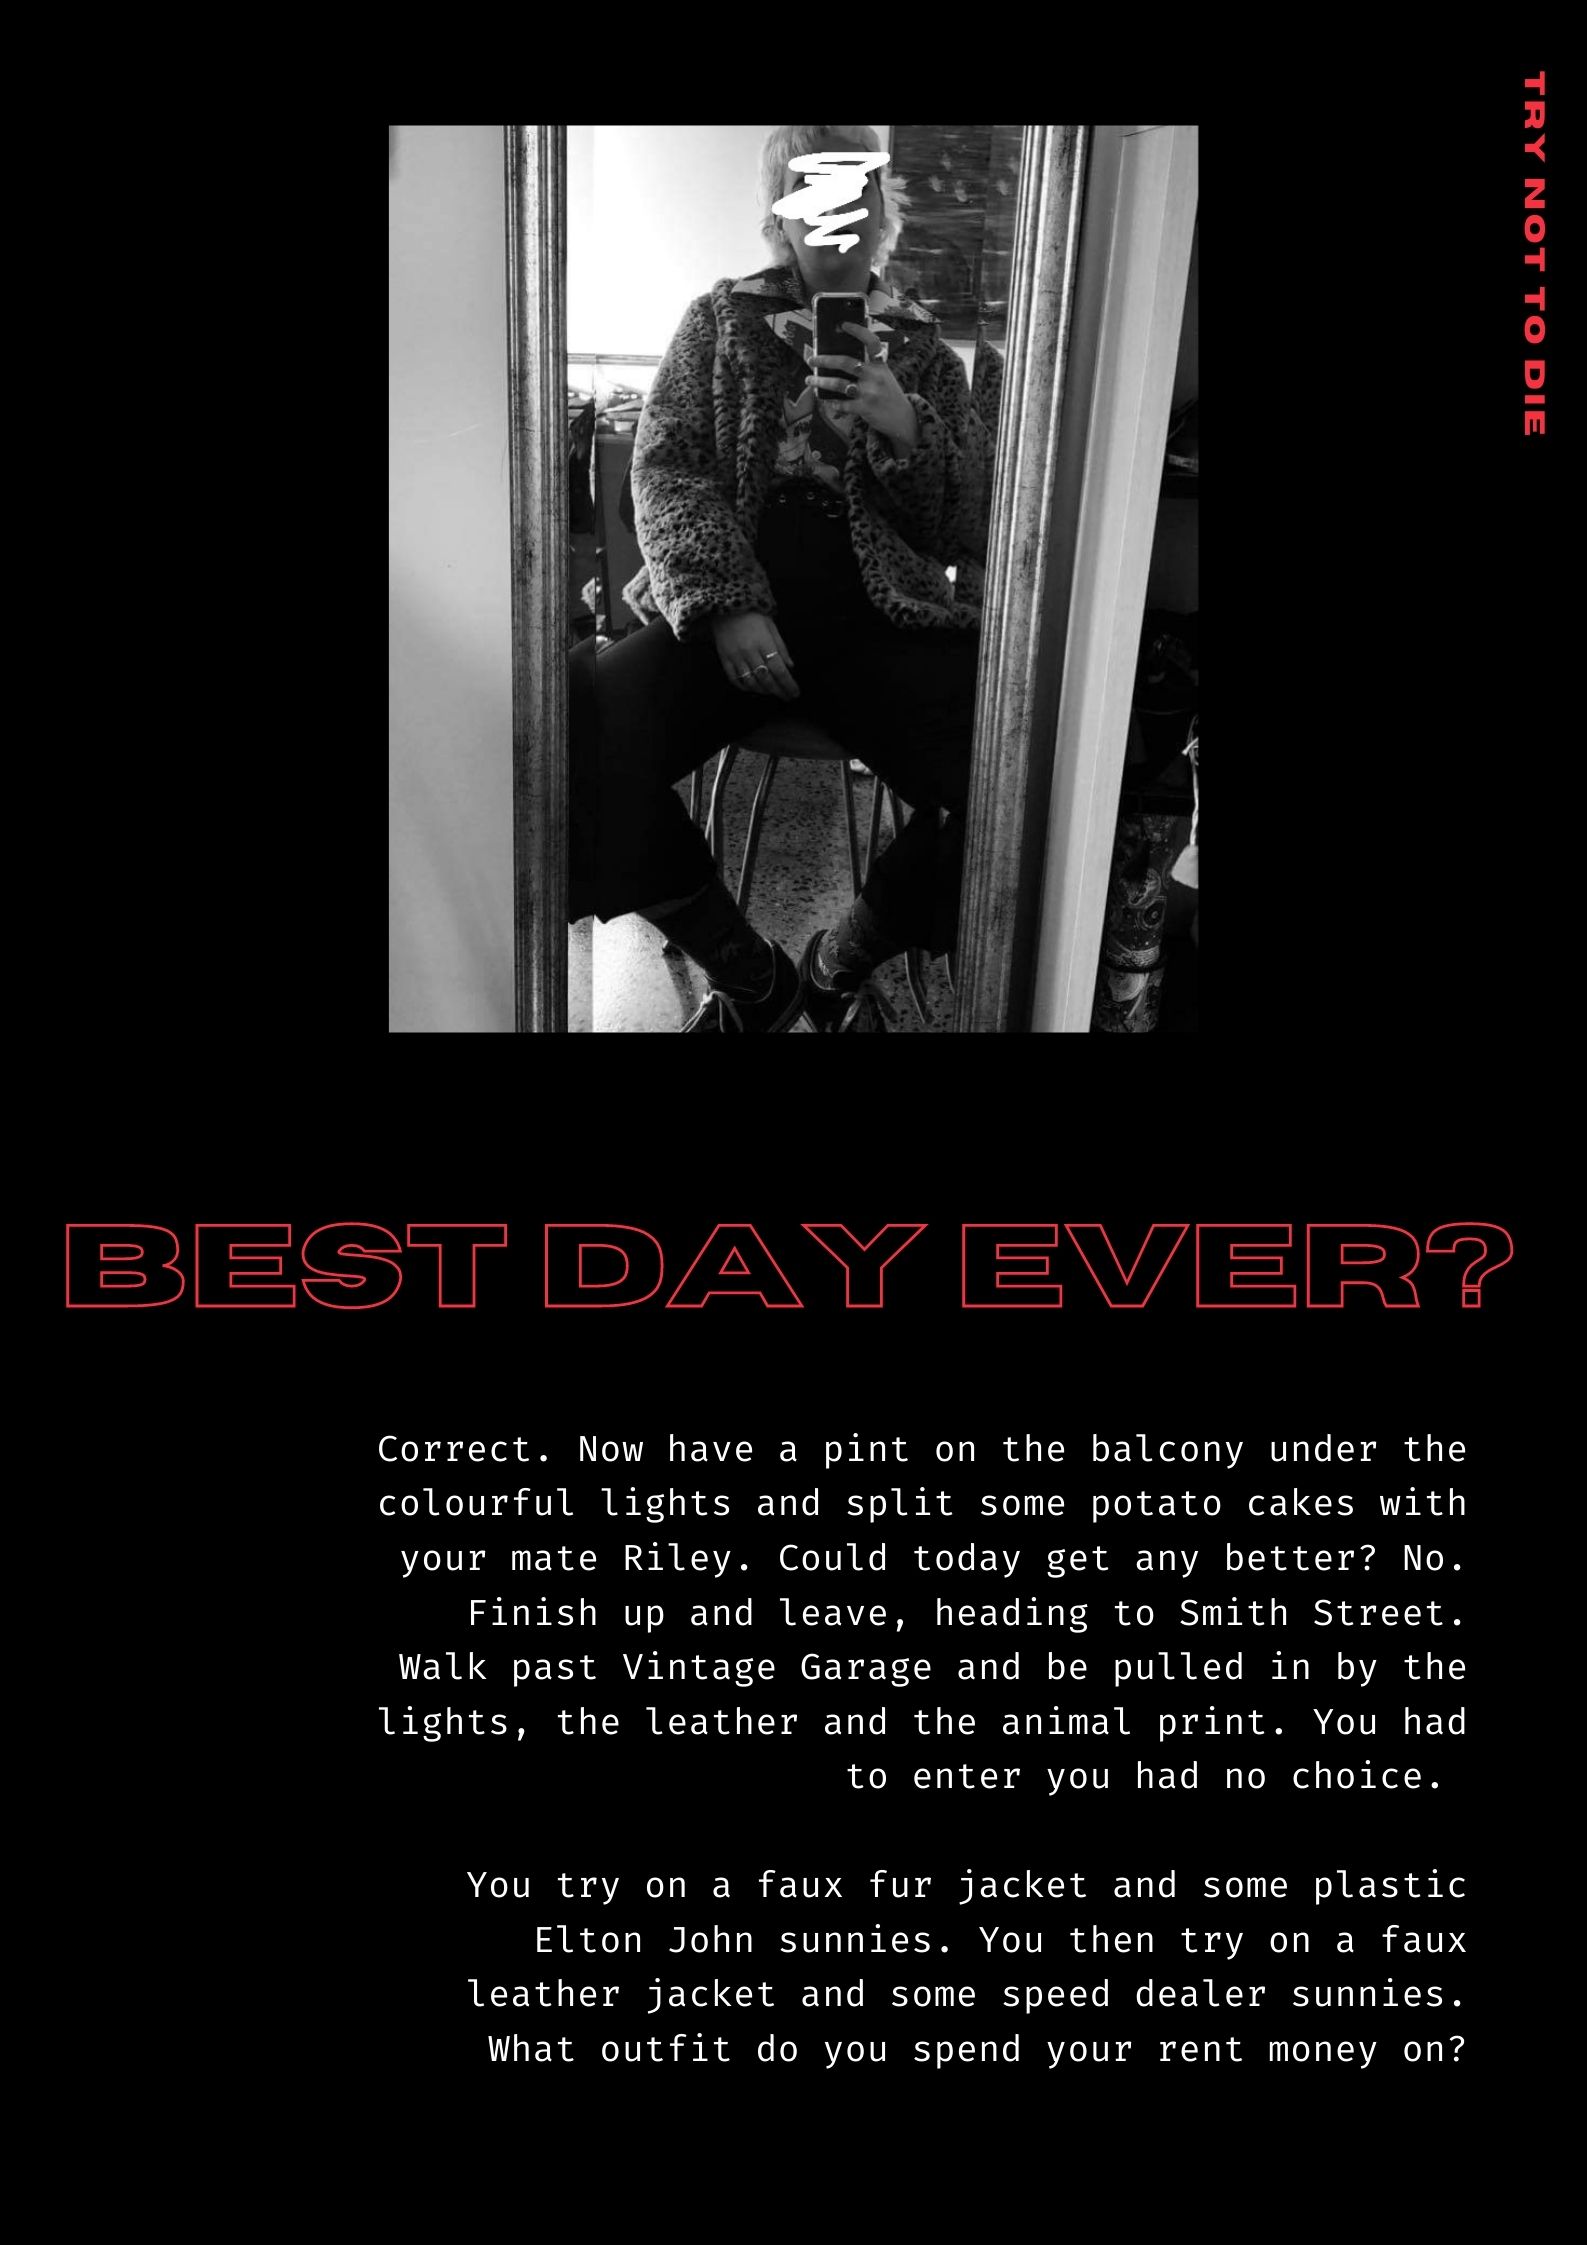 TRY NOT TO DIE
BEST DAY EVER?
Correct. Now have a pint on the balcony under the
colourful lights and split some potato cakes with
your mate Riley. Could today get any better? No.
Finish up and leave, heading to Smith Street.
Walk past Vintage Garage and be pulled in by the
lights, the leather and the animal print. You had
to enter you had no choice.
You try on a faux fur jacket and some plastic
Elton John sunnies. You then try on a faux
leather jacket and some speed dealer sunnies.
What outfit do you spend your rent money on?